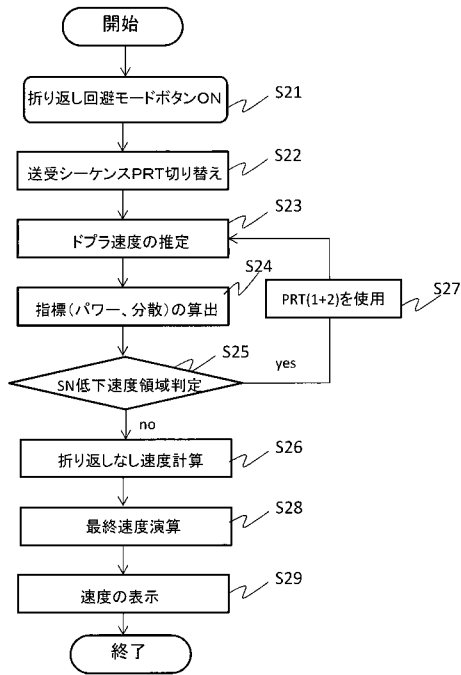 開始
折り返し回避モードボタンON
S21
送受シーケンスPRT切り替え
S22
ドプラ速度の推定
S23
指標(パワー、分散)の算出
S24
PRT(1+2)を使用
S27
SN低下速度領域判定
S25
yes
no
折り返しなし速度計算
S26
最終速度演算
S28
速度の表示
S29
終了